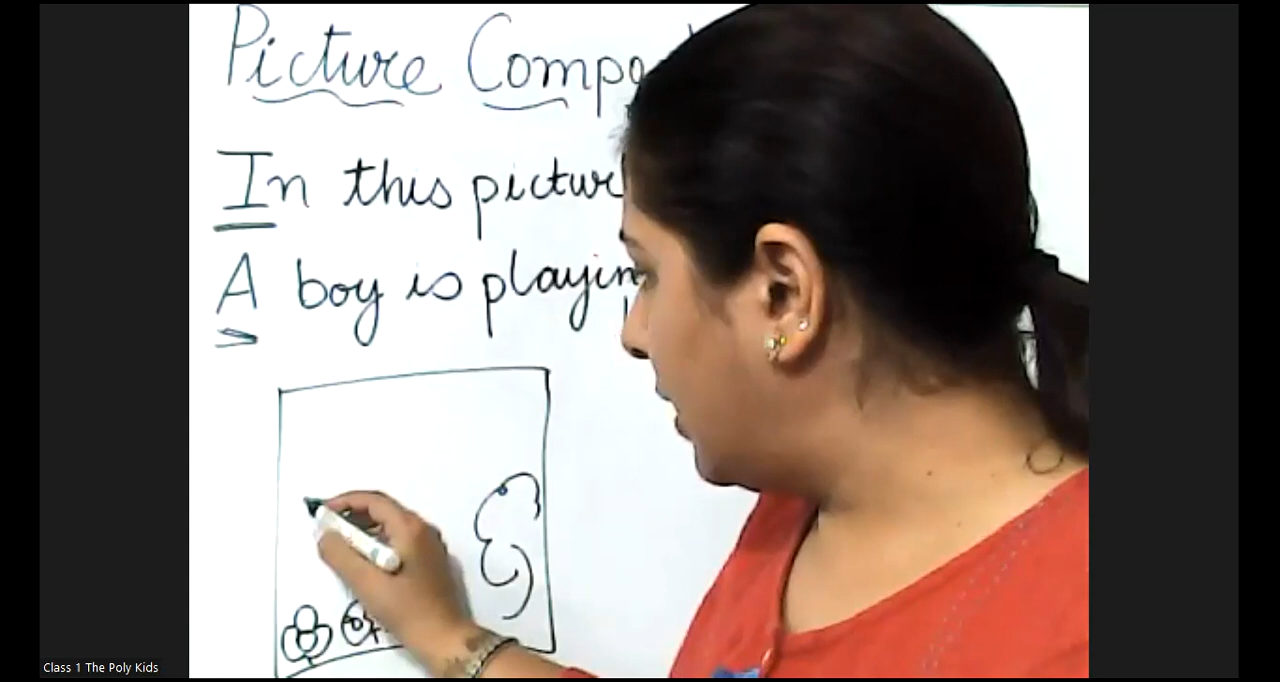 Picture Compo
In this pictur
A boy is playin
Class 1 The Poly Kids